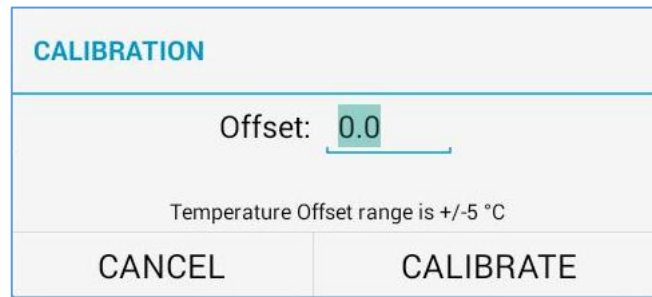 CALIBRATION
Offset: 0.0
Temperature Offset range is +/-5 °C
CANCEL CALIBRATE